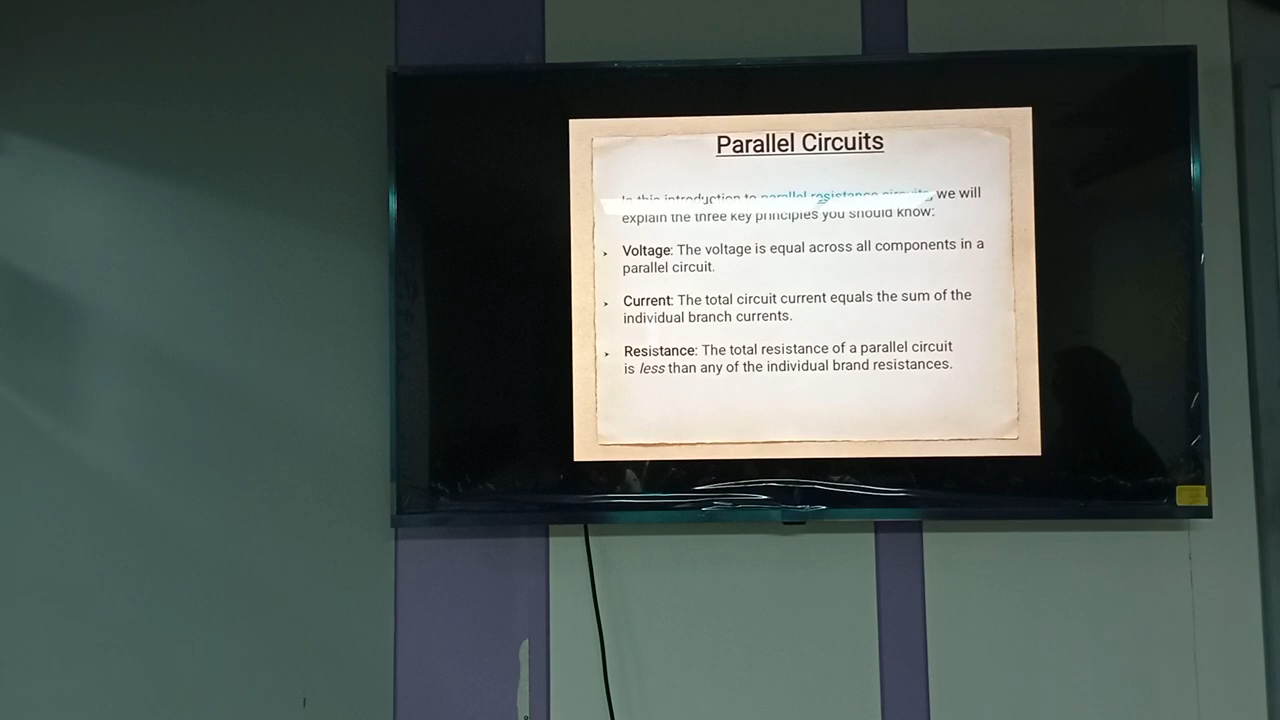 Parallel Circuits
In this introduction to parallel resistance circuits, we will
explain the three key principles you should know:
➤ Voltage: The voltage is equal across all components in a
parallel circuit.
➤ Current: The total circuit current equals the sum of the
individual branch currents.
➤ Resistance: The total resistance of a parallel circuit
is less than any of the individual brand resistances.